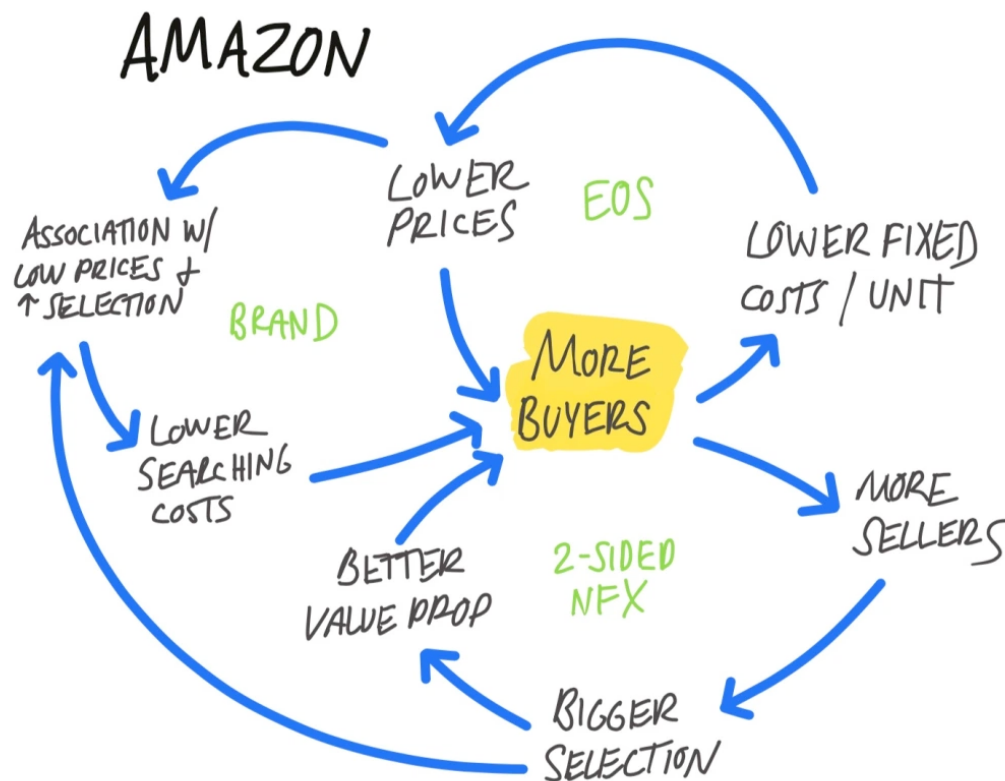 AMAZON
LOWER
PRICES
EOS
ASSOCIATION W/
LOW PRICES &
↑ SELECTION
LOWER FIXED
COSTS / UNIT
BRAND
MORE
BUYERS
LOWER
SEARCHING
COSTS
MORE
SELLERS
BETTER
VALUE PROP
2-SIDED
NFX
BIGGER
SELECTION